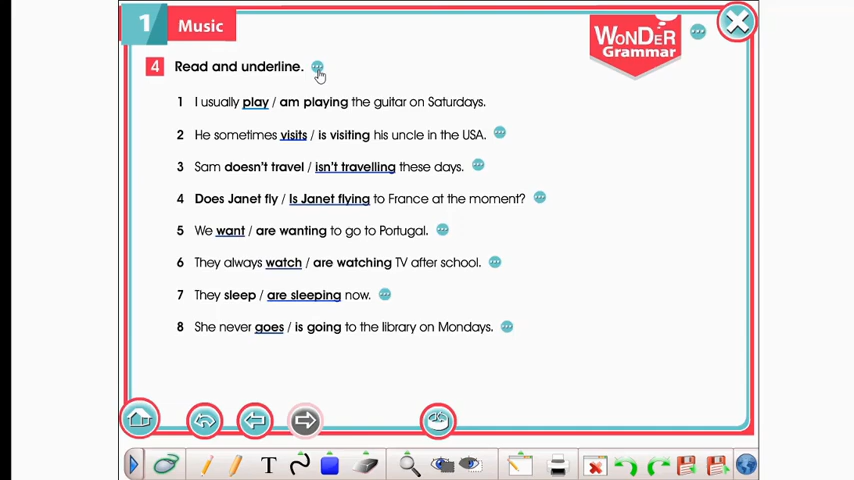 1 Music
WONDER
Grammar
4 Read and underline.
1 I usually play / am playing the guitar on Saturdays.
2 He sometimes visits / is visiting his uncle in the USA.
3 Sam doesn't travel / isn't travelling these days.
4 Does Janet fly / Is Janet flying to France at the moment?
5 We want / are wanting to go to Portugal.
6 They always watch / are watching TV after school.
7 They sleep / are sleeping now.
8 She never goes / is going to the library on Mondays.
T